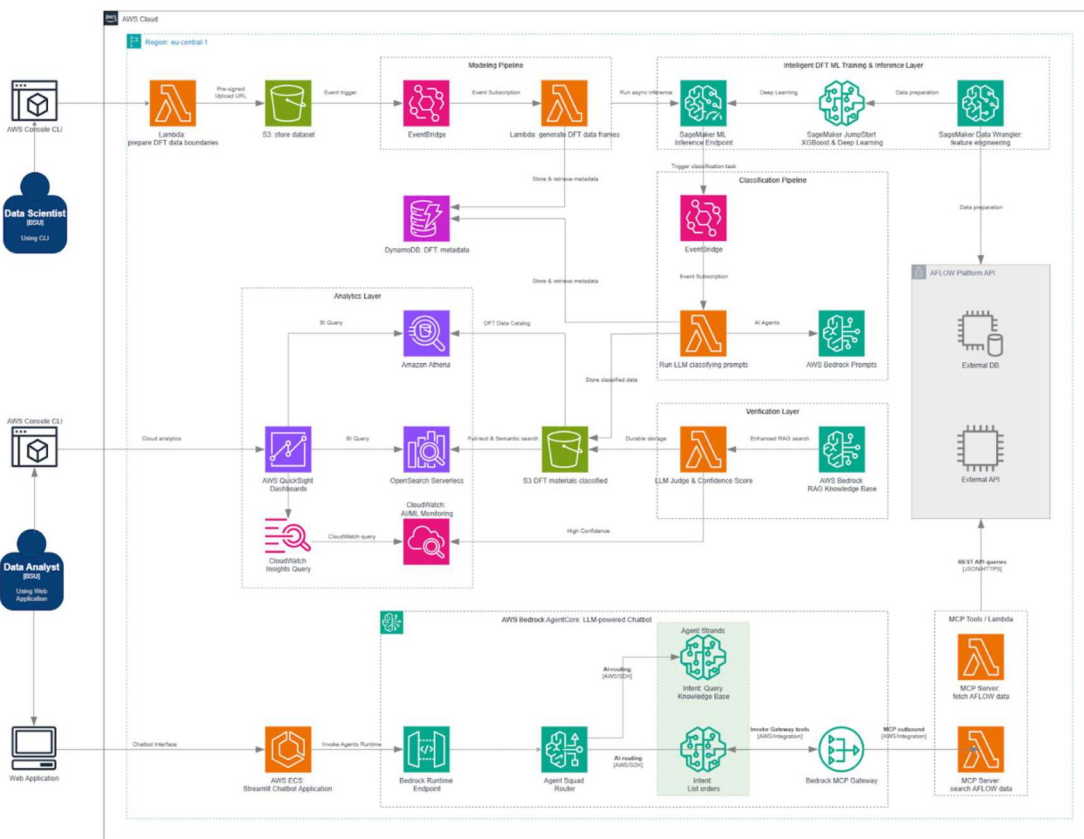 aws
AWS Cloud
Region: eu-central-1
Modeling Pipeline
Intelligent DFT ML Training & Inference Layer
AWS Console CLI
Lambda:
prepare DFT data boundaries
Pre-signed
Upload URL
S3: store dataset
Event trigger
EventBridge
Event Subscription
Lambda: generate DFT data frames
Run async inference
SageMaker ML
Inference Endpoint
Deep Learning
SageMaker JumpStart
XGBoost & Deep Learning
Data preparation
SageMaker Data Wrangler:
feature engineering
Data Scientist
[BSU]
Using CLI
Store & retrieve metadata
DynamoDB: DFT: metadata
Store & retrieve metadata
Trigger classification task
Classification Pipeline
EventBridge
Event Subscription
Run LLM classifying prompts
AI Agents
AWS Bedrock Prompts
Data preparation
AFLOW Platform API
External DB
External API
Analytics Layer
BI Query
Amazon Athena
DFT Data Catalog
Store classified data
AWS Console CLI
Cloud analytics
AWS QuickSight
Dashboards
BI Query
OpenSearch Serverless
Full-text & Semantic search
S3 DFT materials classified
Durable storage
Verification Layer
LLM Judge & Confidence Score
Enhanced RAG search
AWS Bedrock
RAG Knowledge Base
CloudWatch
Insights Query
CloudWatch query
CloudWatch:
AI/ML Monitoring
High Confidence
Data Analyst
[BSU]
Using Web
Application
REST API queries
[JSON/HTTPS]
MCP Tools / Lambda
MCP Server:
fetch AFLOW data
MCP Server:
search AFLOW data
AWS Bedrock AgentCore: LLM-powered Chatbot
Agent Strands
AI-routing
[AWS/SDK]
Intent: Query
Knowledge Base
Web Application
Chatbot Interface
AWS ECS
Streamlit Chatbot Application
Invoke Agents Runtime
Bedrock Runtime
Endpoint
Agent Squad
Router
AI-routing
[AWS/SDK]
Intent:
List orders
Invoke Gateway tools
[AWS/Integration]
Bedrock MCP Gateway
MCP outbound
[AWS/Integration]